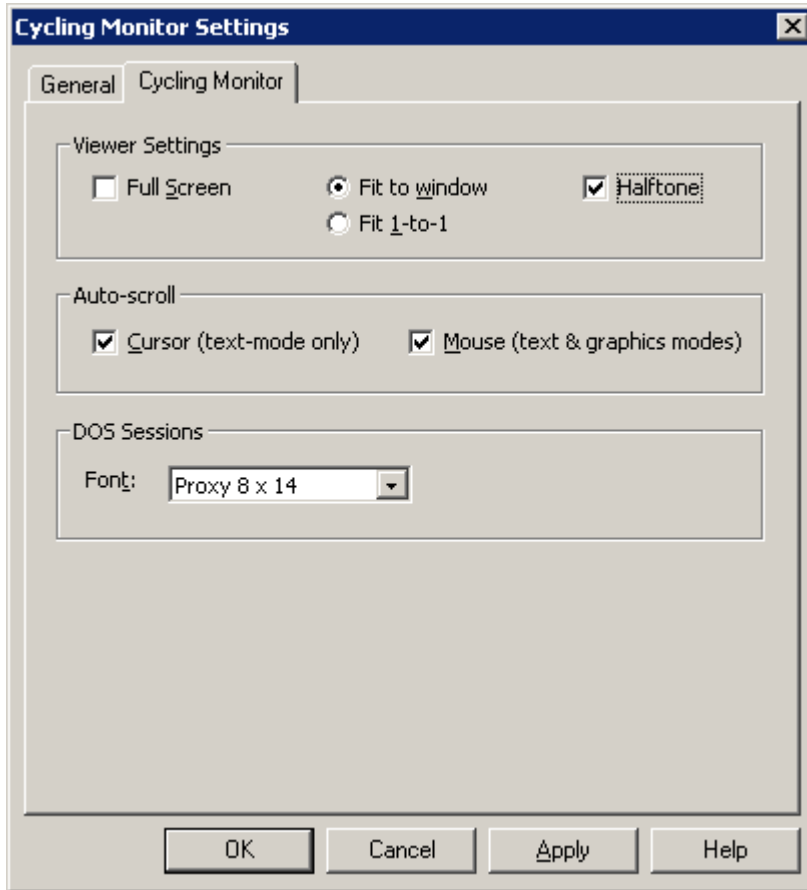 Cycling Monitor Settings
General Cycling Monitor
Viewer Settings
Full Screen Fit to window Halftone
Fit 1-to-1
Auto-scroll
Cursor (text-mode only) Mouse (text & graphics modes)
DOS Sessions
Font: Proxy 8 x 14
OK Cancel Apply Help